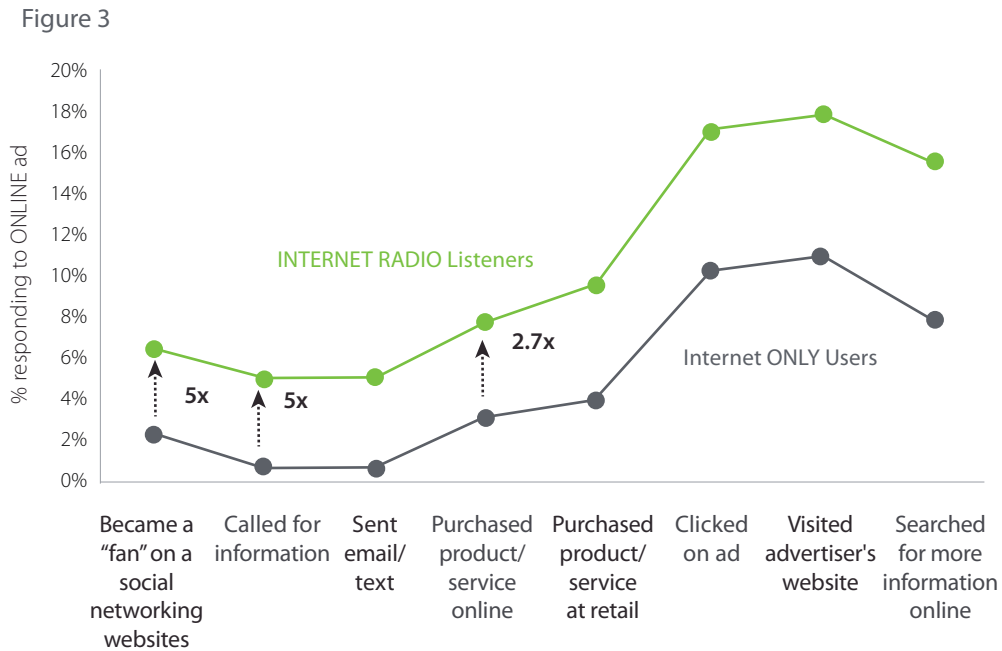 Figure 3
% responding to ONLINE ad
20%
18%
16%
14%
12%
10%
8%
6%
4%
2%
0%
INTERNET RADIO Listeners
Internet ONLY Users
5x
5x
2.7x
Became a
“fan” on a
social
networking
websites
Called for
information
Sent
email/
text
Purchased
product/
service
online
Purchased
product/
service
at retail
Clicked
on ad
Visited
advertiser's
website
Searched
for more
information
online